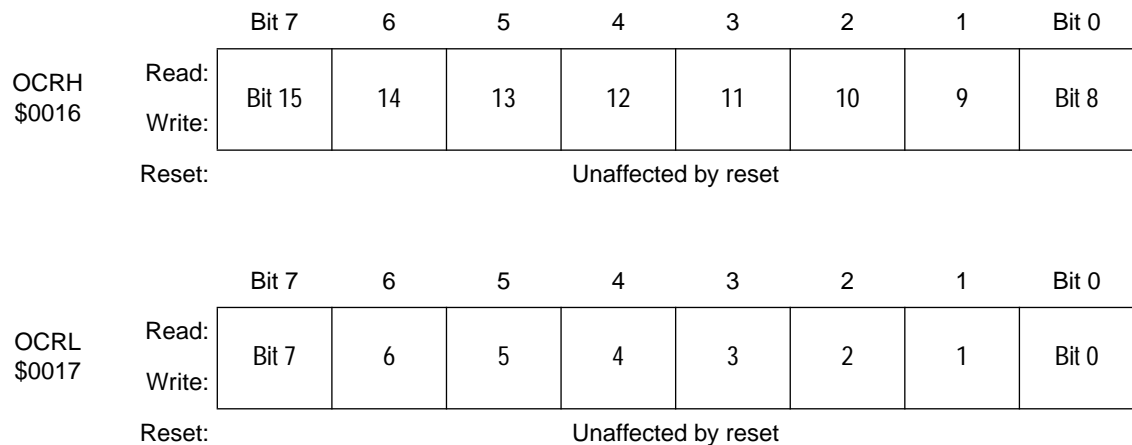 Bit 7 6 5 4 3 2 1 Bit 0
OCRH
$0016
Read:
Write:
Bit 15 14 13 12 11 10 9 Bit 8
Reset: Unaffected by reset
Bit 7 6 5 4 3 2 1 Bit 0
OCRL
$0017
Read:
Write:
Bit 7 6 5 4 3 2 1 Bit 0
Reset: Unaffected by reset